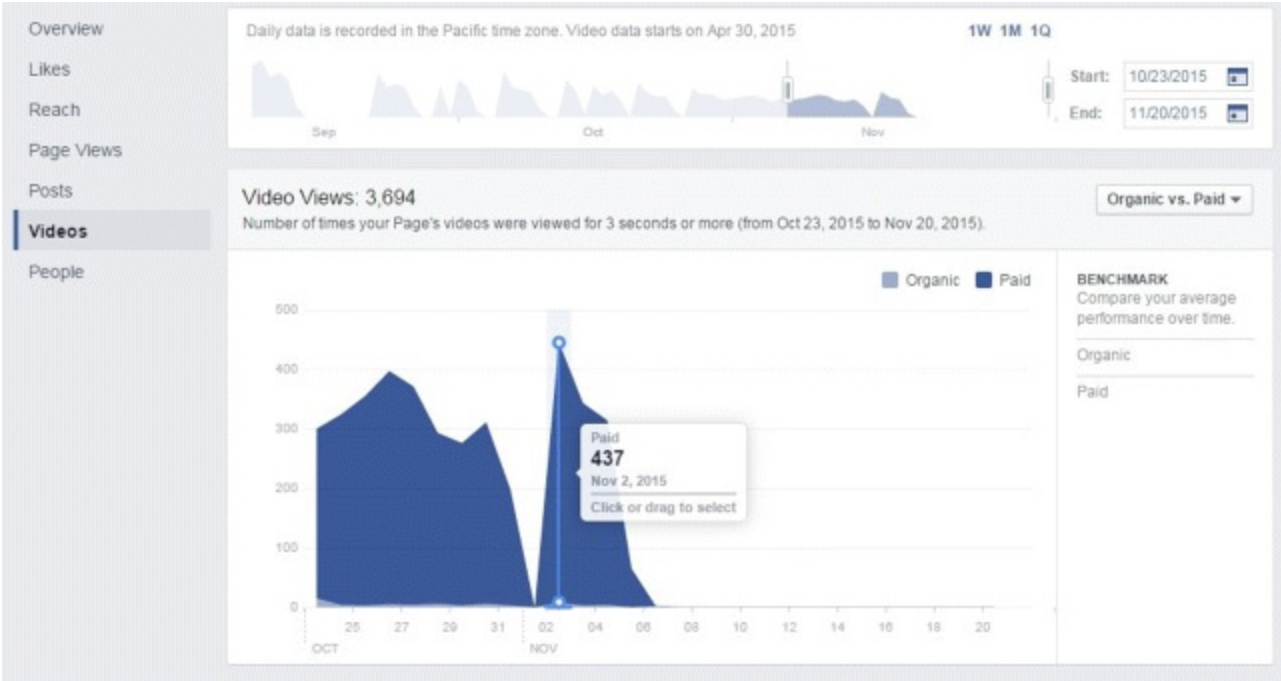 Overview
Likes
Reach
Page Views
Posts
Videos
People
Daily data is recorded in the Pacific time zone. Video data starts on Apr 30, 2015
1W 1M 1Q
Start: 10/23/2015
End: 11/20/2015
Sep Oct Nov
Video Views: 3,694
Number of times your Page's videos were viewed for 3 seconds or more (from Oct 23, 2015 to Nov 20, 2015).
Organic vs. Paid
Organic Paid
500
400
300
200
100
0
Paid
437
Nov 2, 2015
Click or drag to select
25 27 29 31 02 04 06 08 10 12 14 16 18 20
OCT NOV
BENCHMARK
Compare your average
performance over time.
Organic
Paid